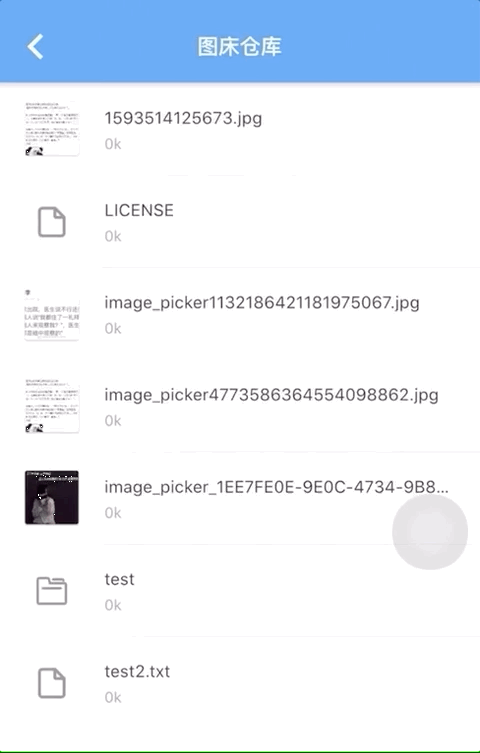 图床仓库
1593514125673.jpg
0k
LICENSE
0k
image_picker1132186421181975067.jpg
0k
image_picker4773586364554098862.jpg
0k
image_picker_1EE7FE0E-9E0C-4734-9B8...
0k
test
0k
test2.txt
0k